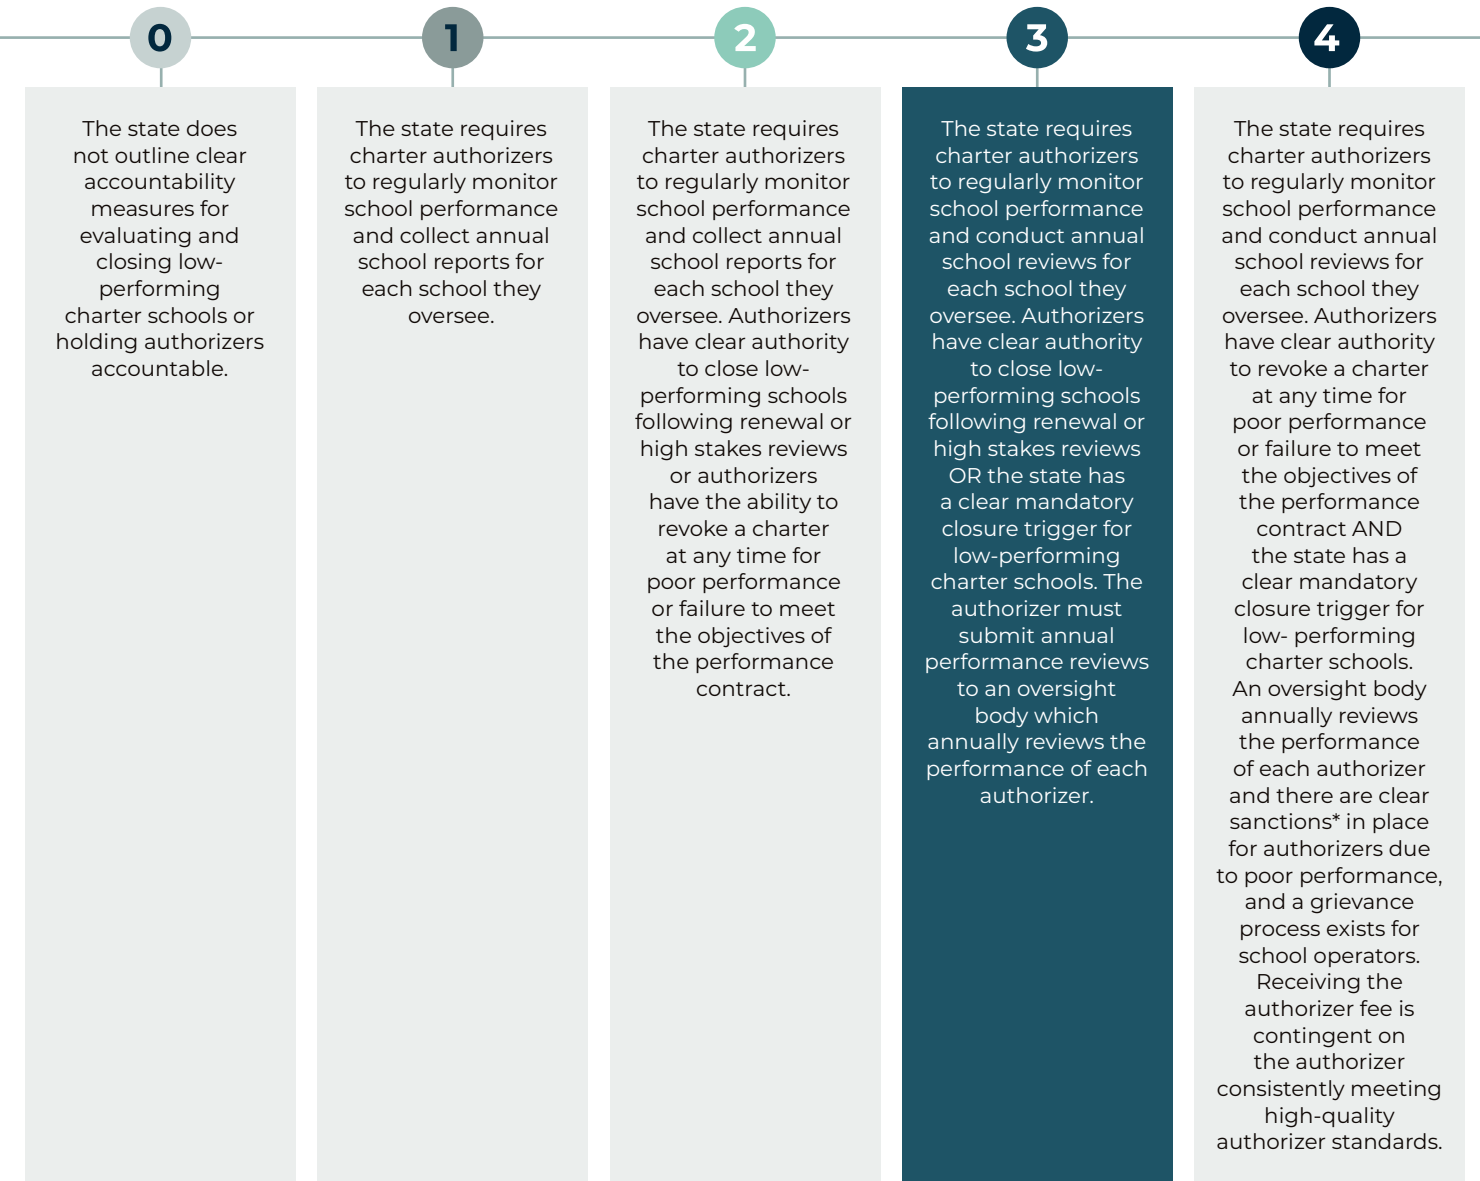 0
The state does
not outline clear
accountability
measures for
evaluating and
closing low-
performing
charter schools or
holding authorizers
accountable.
1
The state requires
charter authorizers
to regularly monitor
school performance
and collect annual
school reports for
each school they
oversee.
2
The state requires
charter authorizers
to regularly monitor
school performance
and collect annual
school reports for
each school they
oversee. Authorizers
have clear authority
to close low-
performing schools
following renewal or
high stakes reviews
or authorizers
have the ability to
revoke a charter
at any time for
poor performance
or failure to meet
the objectives of
the performance
contract.
3
The state requires
charter authorizers
to regularly monitor
school performance
and conduct annual
school reviews for
each school they
oversee. Authorizers
have clear authority
to close low-
performing schools
following renewal or
high stakes reviews
OR the state has
a clear mandatory
closure trigger for
low-performing
charter schools. The
authorizer must
submit annual
performance reviews
to an oversight
body which
annually reviews the
performance of each
authorizer.
4
The state requires
charter authorizers
to regularly monitor
school performance
and conduct annual
school reviews for
each school they
oversee. Authorizers
have clear authority
to revoke a charter
at any time for
poor performance
or failure to meet
the objectives of
the performance
contract AND
the state has a
clear mandatory
closure trigger for
low- performing
charter schools.
An oversight body
annually reviews
the performance
of each authorizer
and there are clear
sanctions* in place
for authorizers due
to poor performance,
and a grievance
process exists for
school operators.
Receiving the
authorizer fee is
contingent on
the authorizer
consistently meeting
high-quality
authorizer standards.